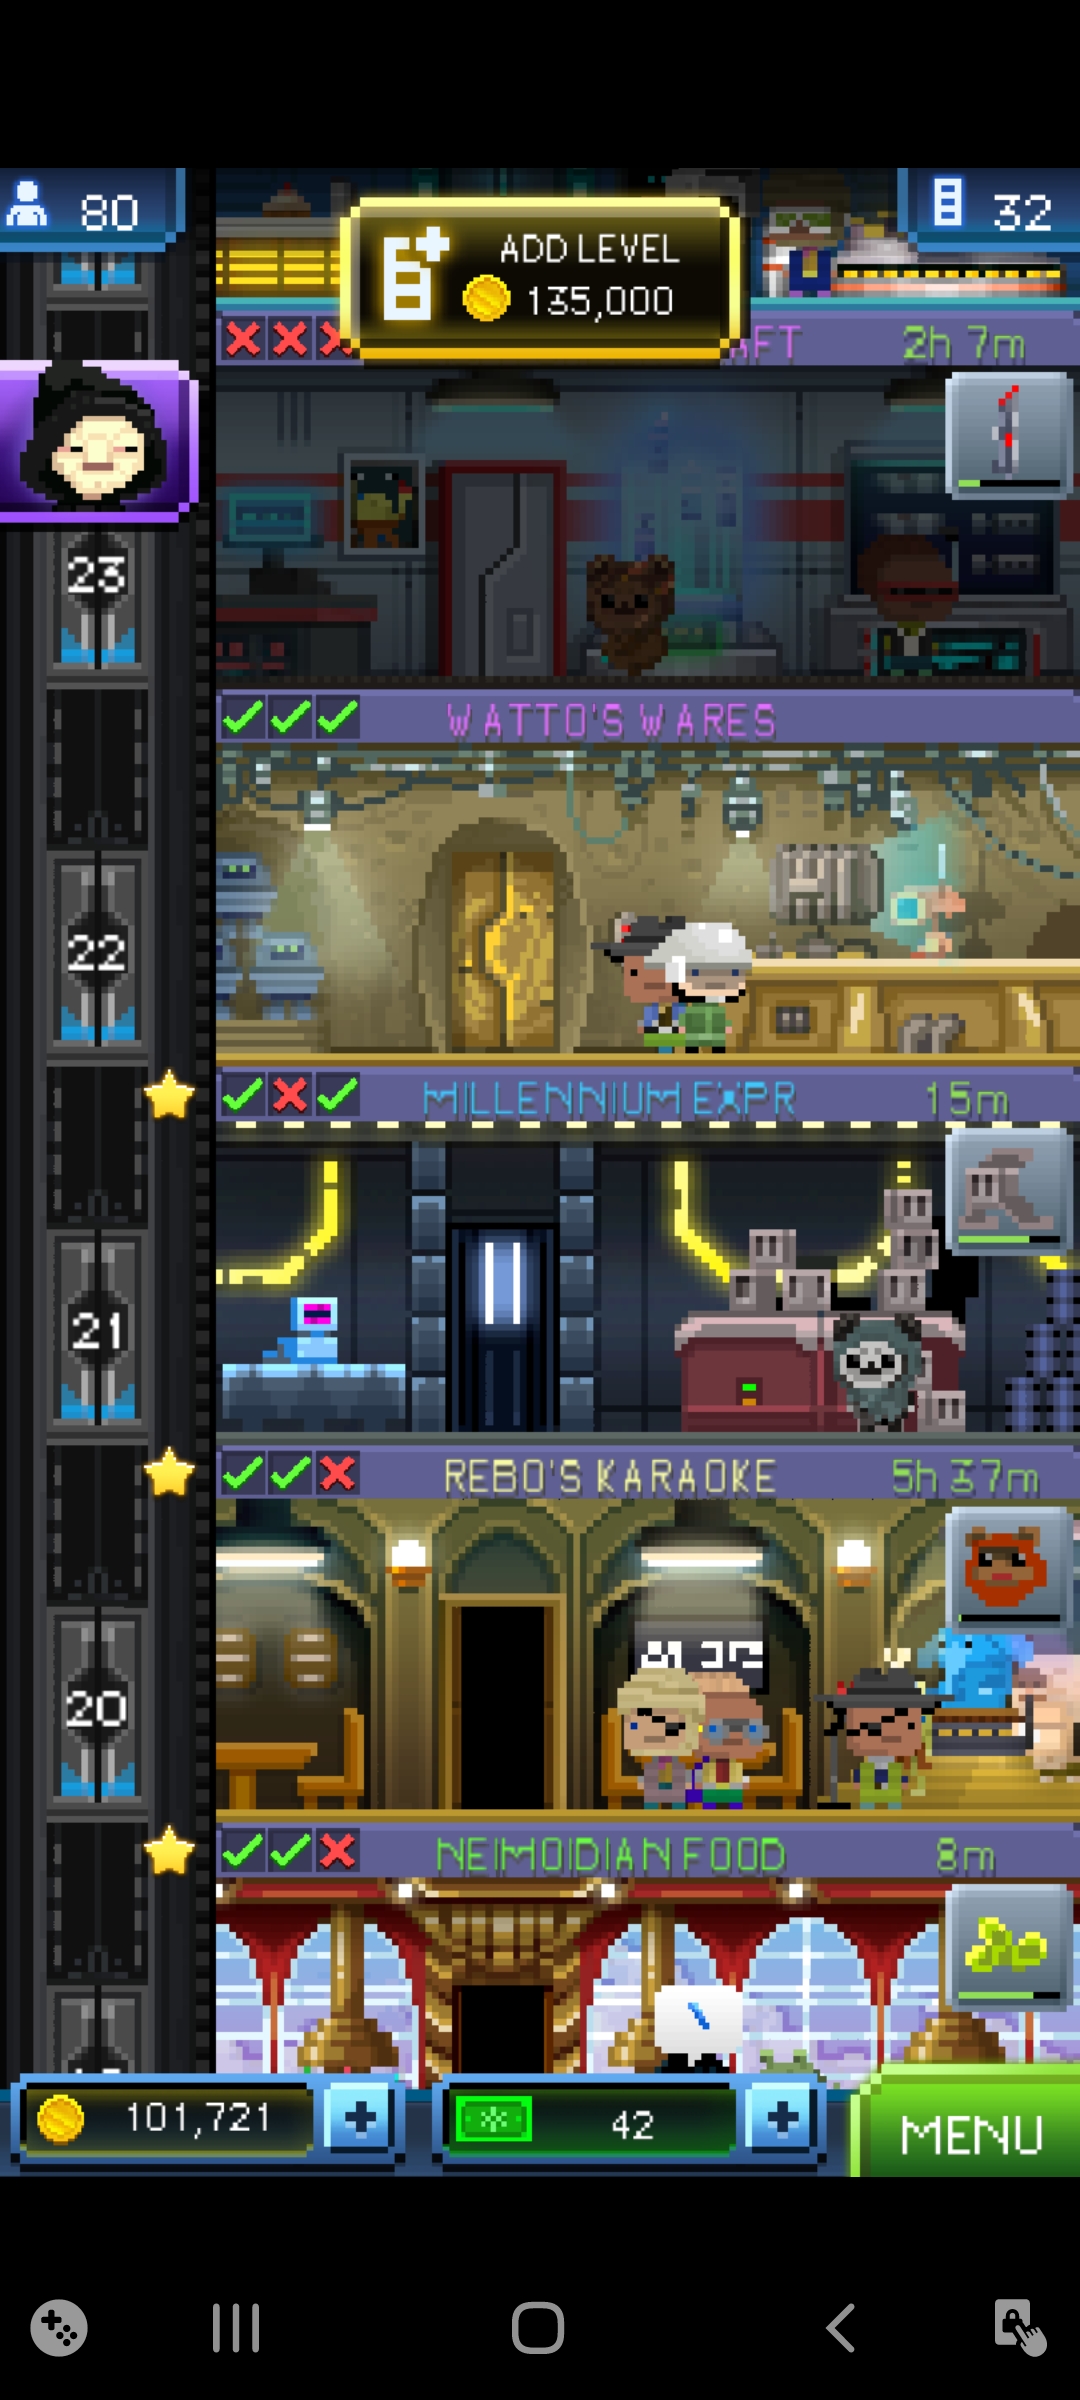 80
ADD LEVEL
135,000
32
2h 7m
23
WATTO'S WARES
22
MILLENNIUM EXPR 15m
21
REBO'S KARAOKE 5h 37m
20
NEIMOIDIAN FOOD 8m
101,721
42
MENU